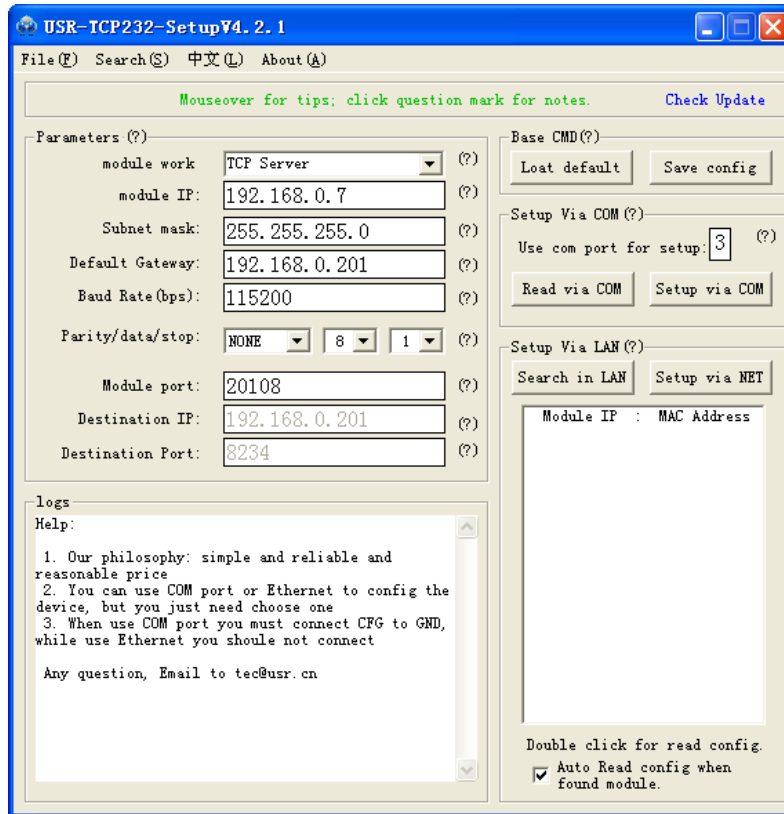 USR-TCP232-SetupV4.2.1
File(F) Search(S) 中文(L) About(A)
Mouseover for tips; click question mark for notes. Check Update
Parameters (?)
module work TCP Server (?)
module IP: 192.168.0.7 (?)
Subnet mask: 255.255.255.0 (?)
Default Gateway: 192.168.0.201 (?)
Baud Rate(bps): 115200 (?)
Parity/data/stop: NONE 8 1 (?)
Module port: 20108 (?)
Destination IP: 192.168.0.201 (?)
Destination Port: 8234 (?)
logs
Help:
1. Our philosophy: simple and reliable and
reasonable price
2. You can use COM port or Ethernet to config the
device, but you just need choose one
3. When use COM port you must connect CFG to GND,
while use Ethernet you shoule not connect
Any question, Email to tec@usr.cn
Base CMD(?)
Loat default Save config
Setup Via COM(?)
Use com port for setup: 3 (?)
Read via COM Setup via COM
Setup Via LAN(?)
Search in LAN Setup via NET
Module IP : MAC Address
Double click for read config.
Auto Read config when
found module.